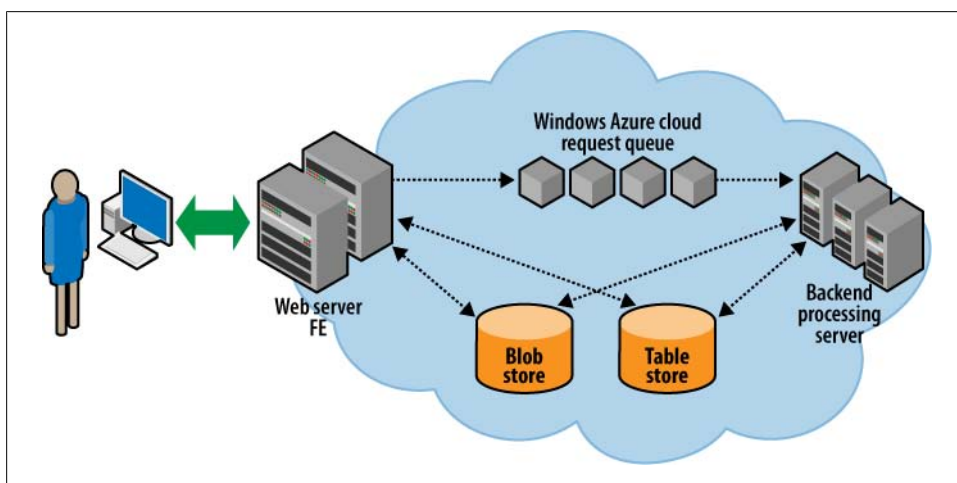 Windows Azure cloud
request queue
Web server
FE
Backend
processing
server
Blob
store
Table
store